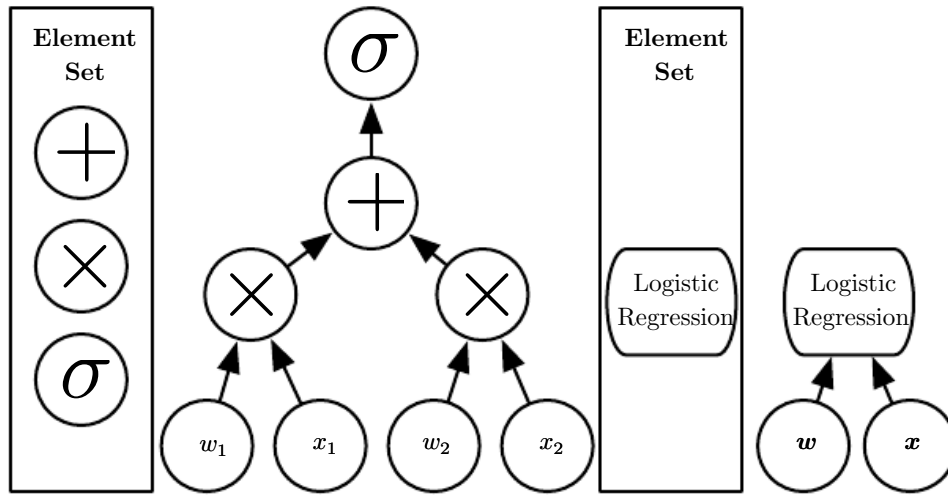 Element
Set
+
×
σ
σ
+
×
×
w₁
x₁
w₂
x₂
Element
Set
Logistic
Regression
Logistic
Regression
w
x